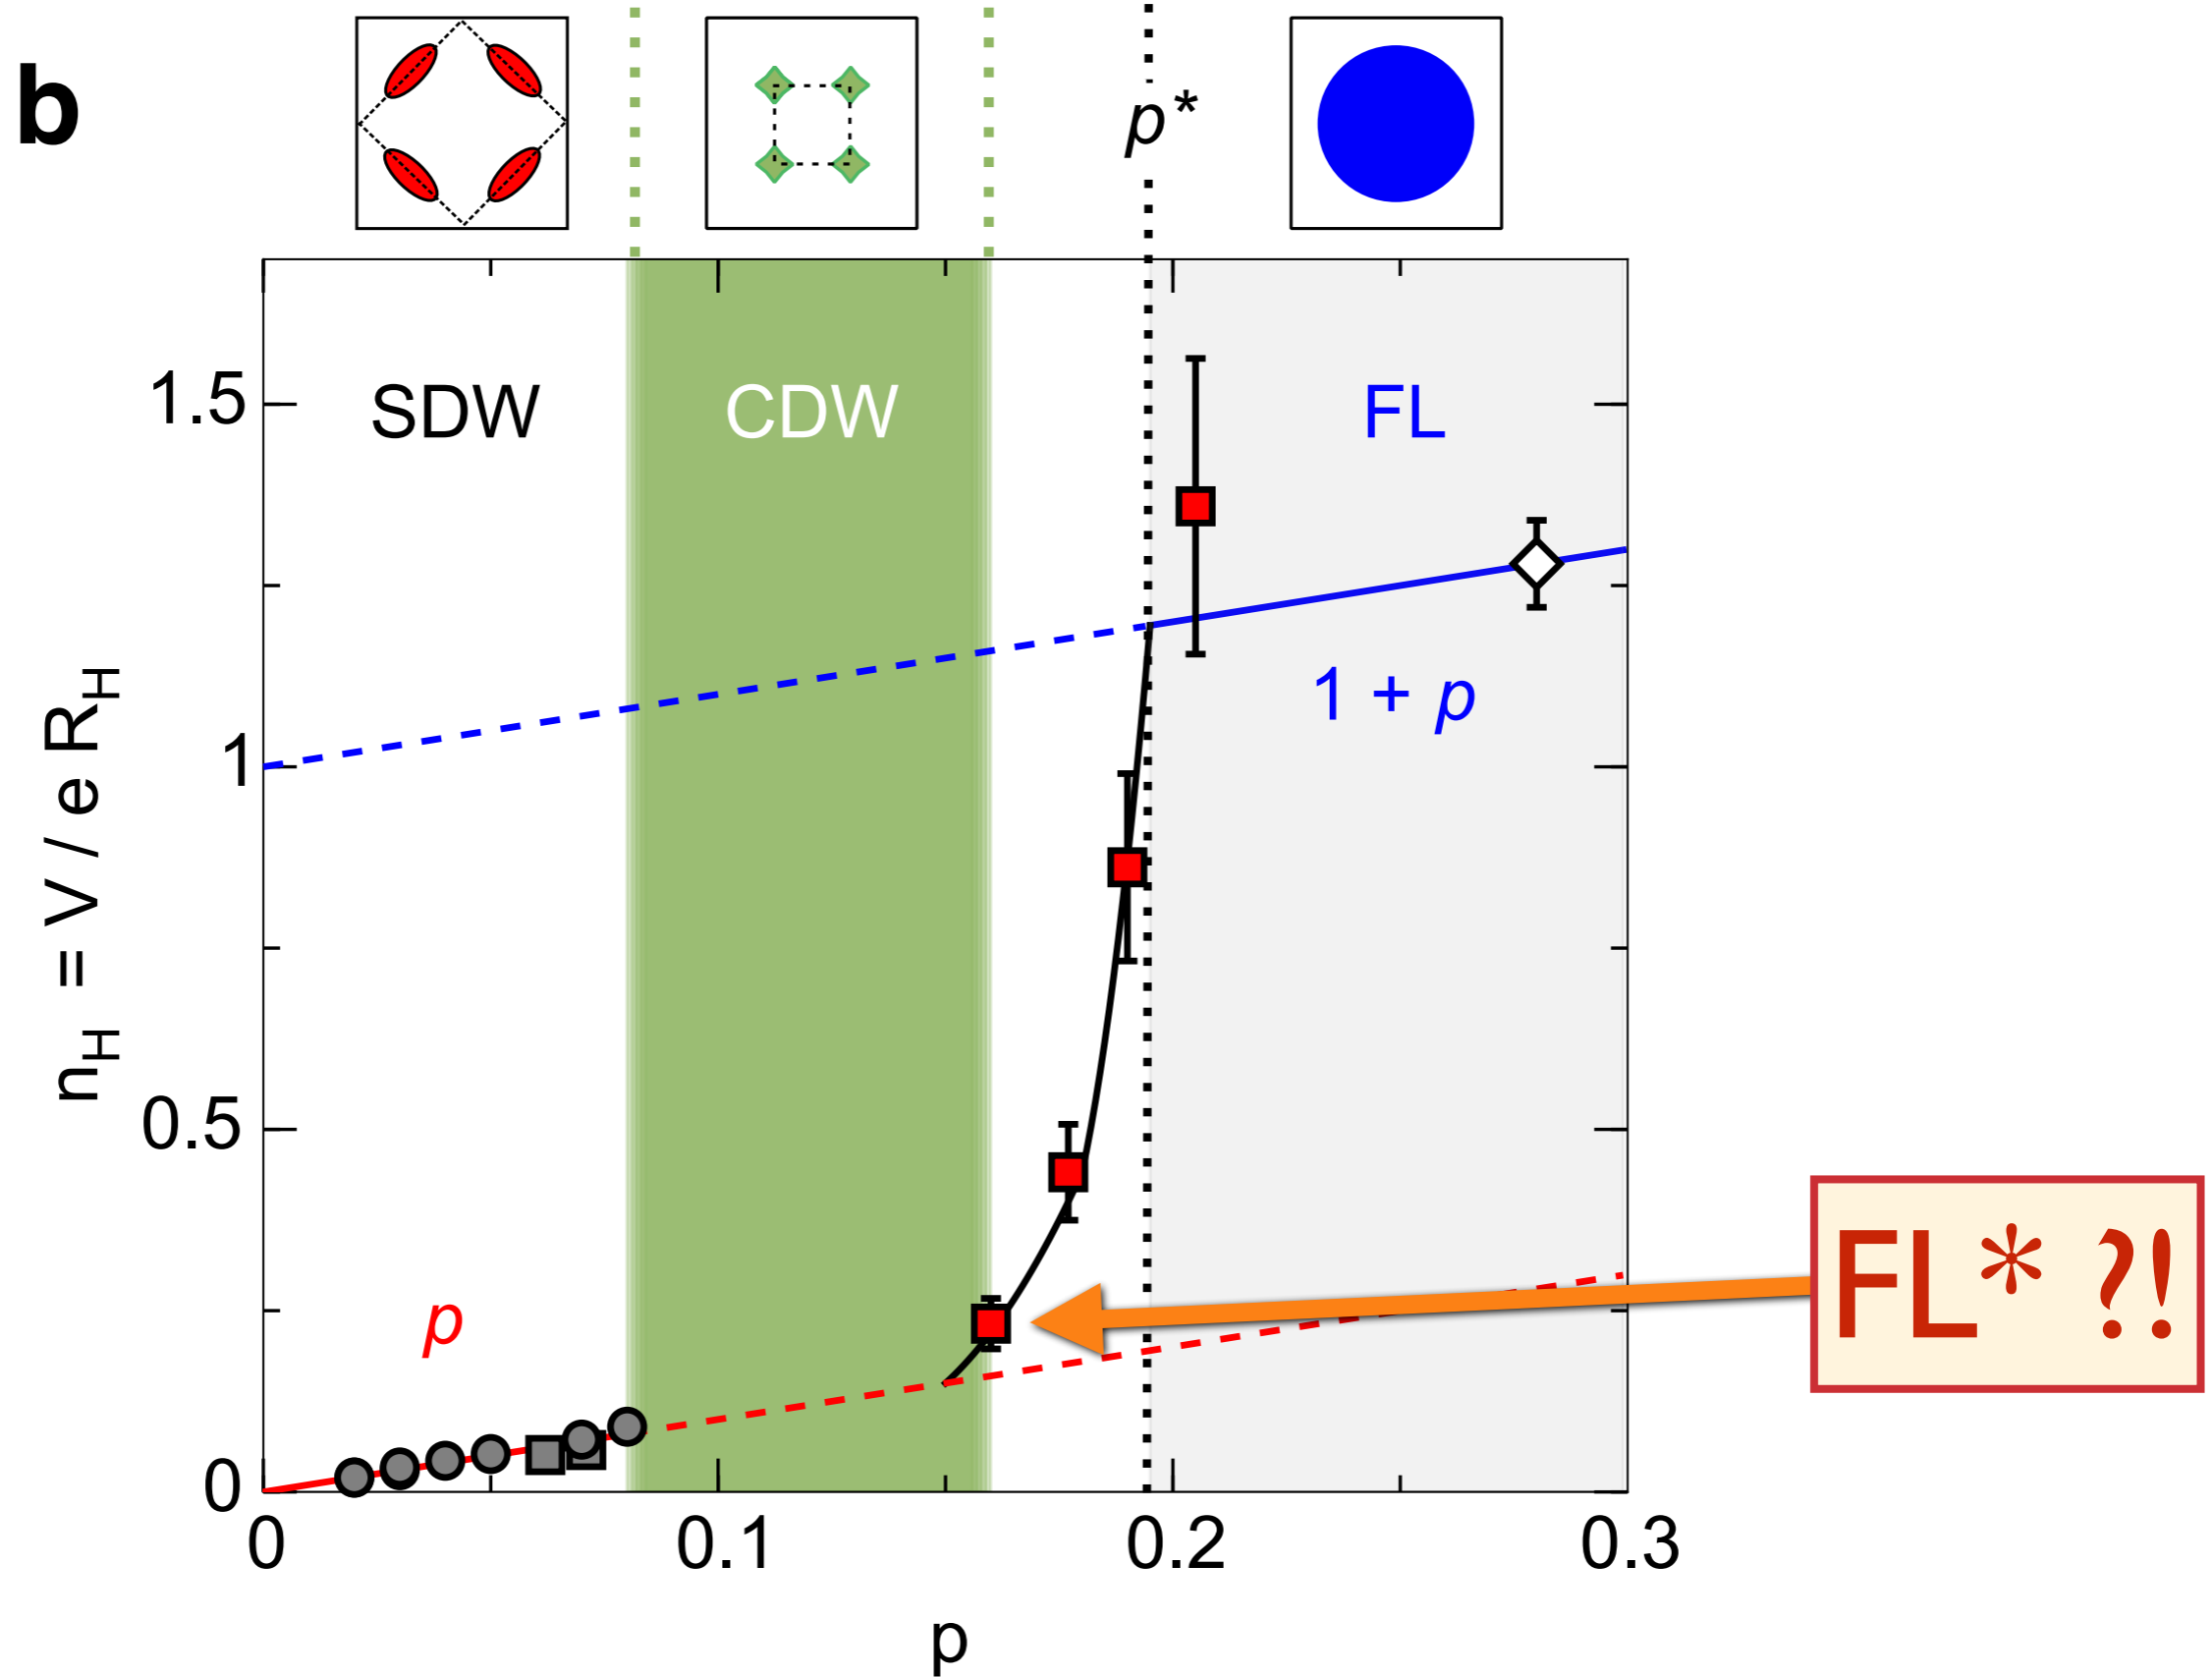 b
p*
1.5
SDW
CDW
FL
1 + p
1
n_H = V / e R_H
0.5
FL* ?!
p
0
0
0.1
0.2
0.3
p